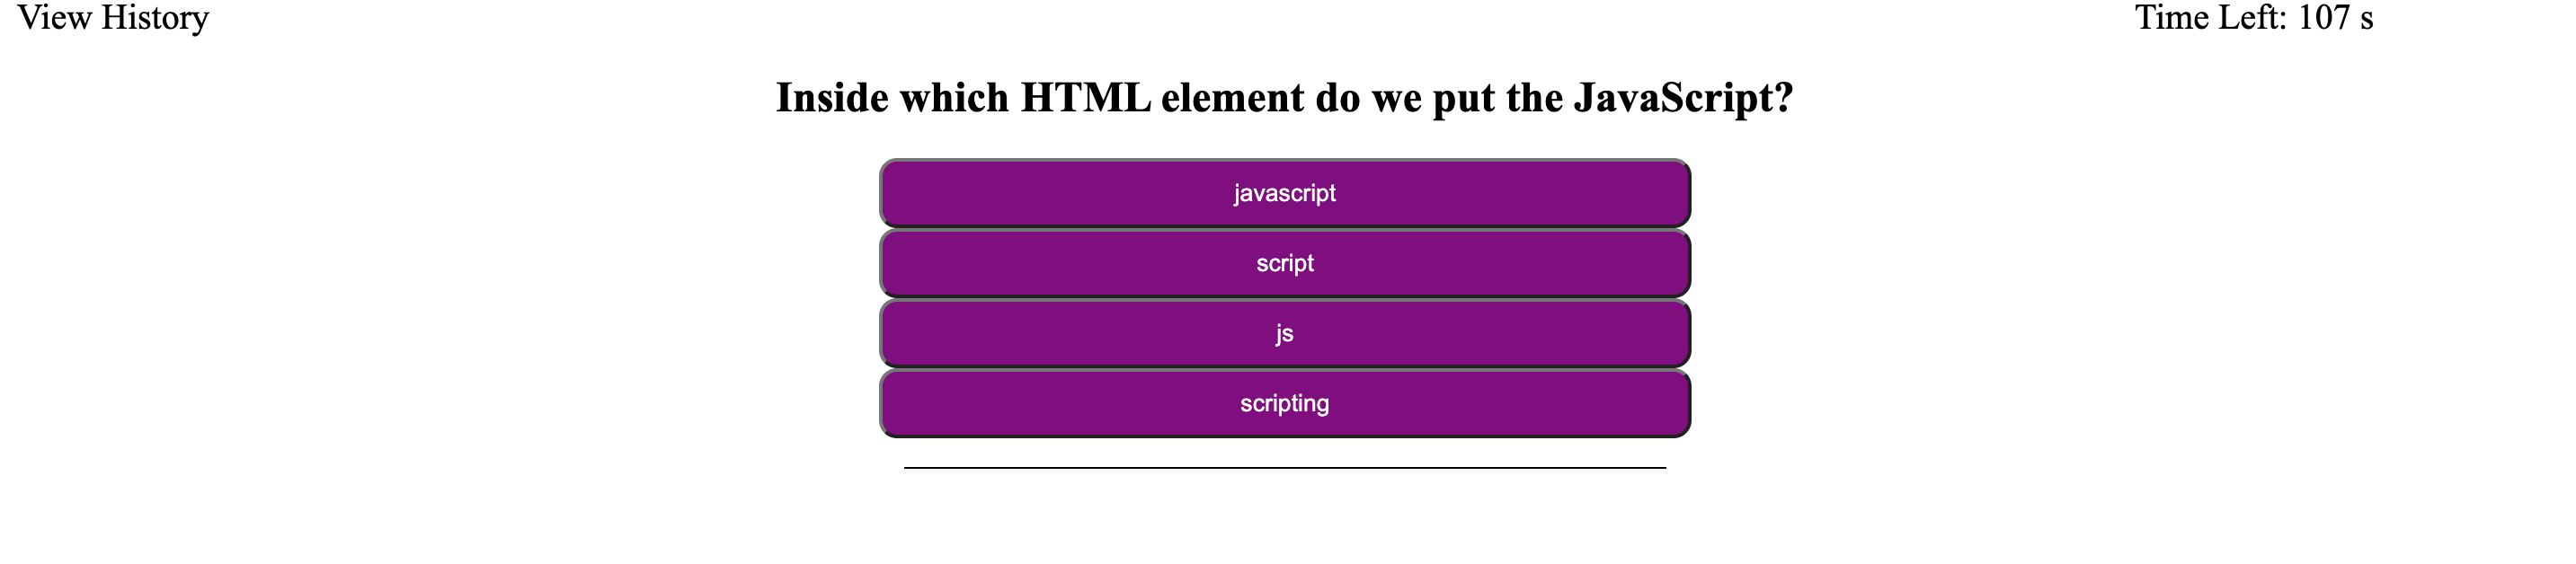 View History
Time Left: 107 s
Inside which HTML element do we put the JavaScript?
javascript
script
js
scripting